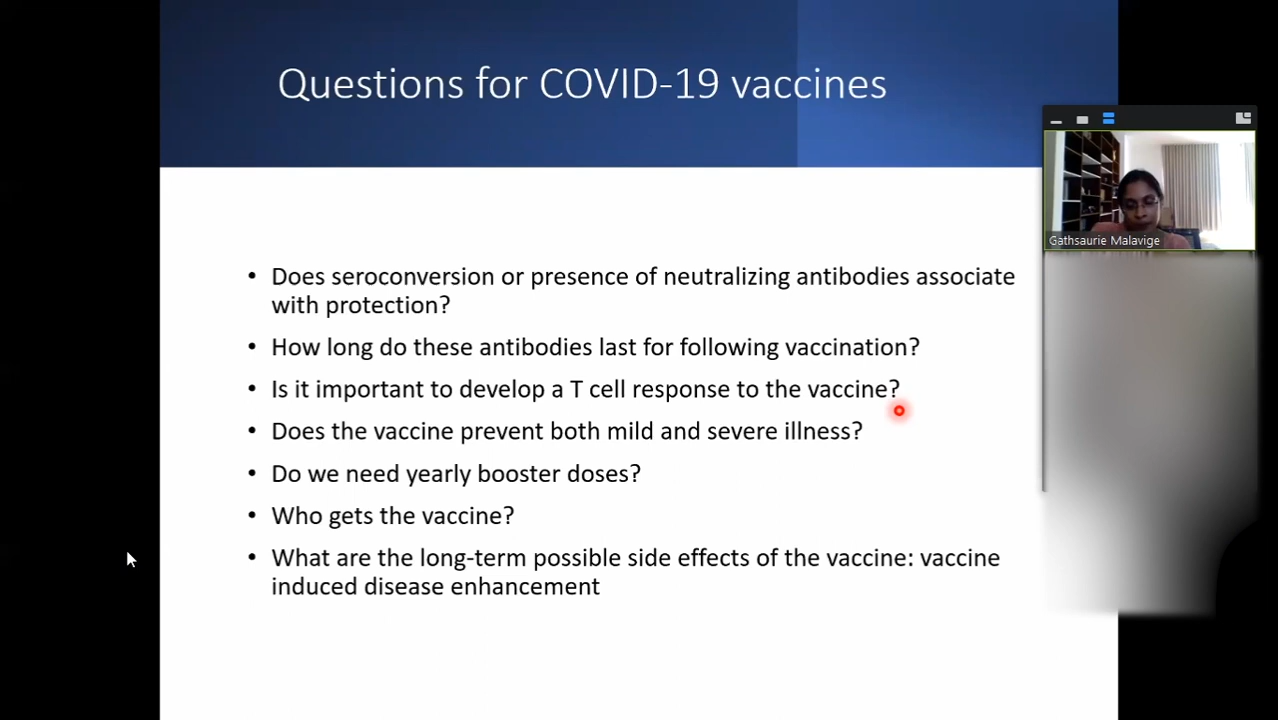 Questions for COVID-19 vaccines
Gathsaurie Malavige
• Does seroconversion or presence of neutralizing antibodies associate
with protection?
• How long do these antibodies last for following vaccination?
• Is it important to develop a T cell response to the vaccine?
• Does the vaccine prevent both mild and severe illness?
• Do we need yearly booster doses?
• Who gets the vaccine?
• What are the long-term possible side effects of the vaccine: vaccine
induced disease enhancement